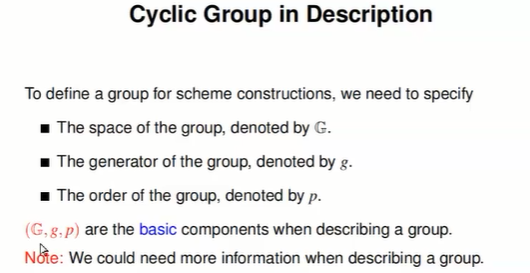 Cyclic Group in Description
To define a group for scheme constructions, we need to specify
■ The space of the group, denoted by 𝔾.
■ The generator of the group, denoted by g.
■ The order of the group, denoted by p.
(𝔾, g, p) are the basic components when describing a group.
Note: We could need more information when describing a group.